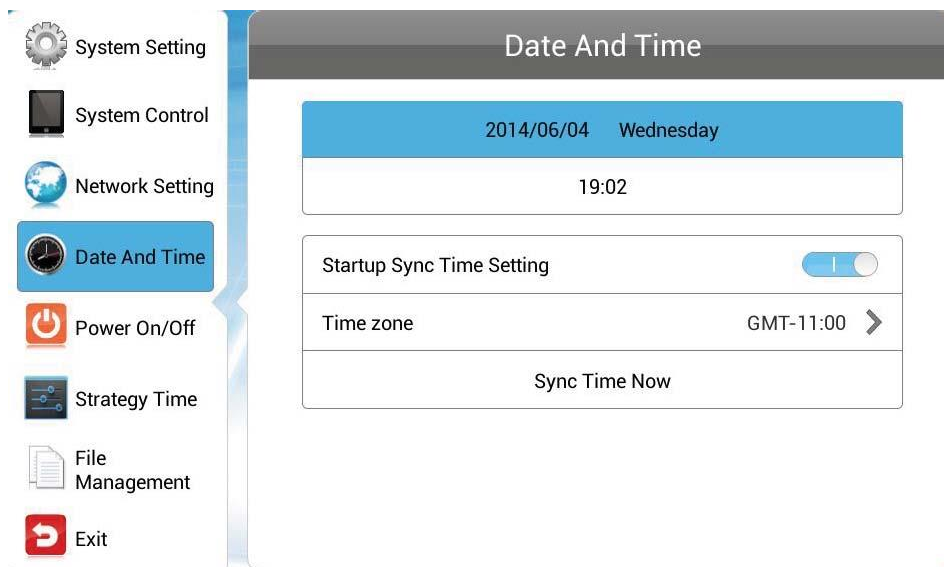 System Setting
System Control
Network Setting
Date And Time
Power On/Off
Strategy Time
File
Management
Exit
Date And Time
2014/06/04 Wednesday
19:02
Startup Sync Time Setting
Time zone GMT-11:00
Sync Time Now